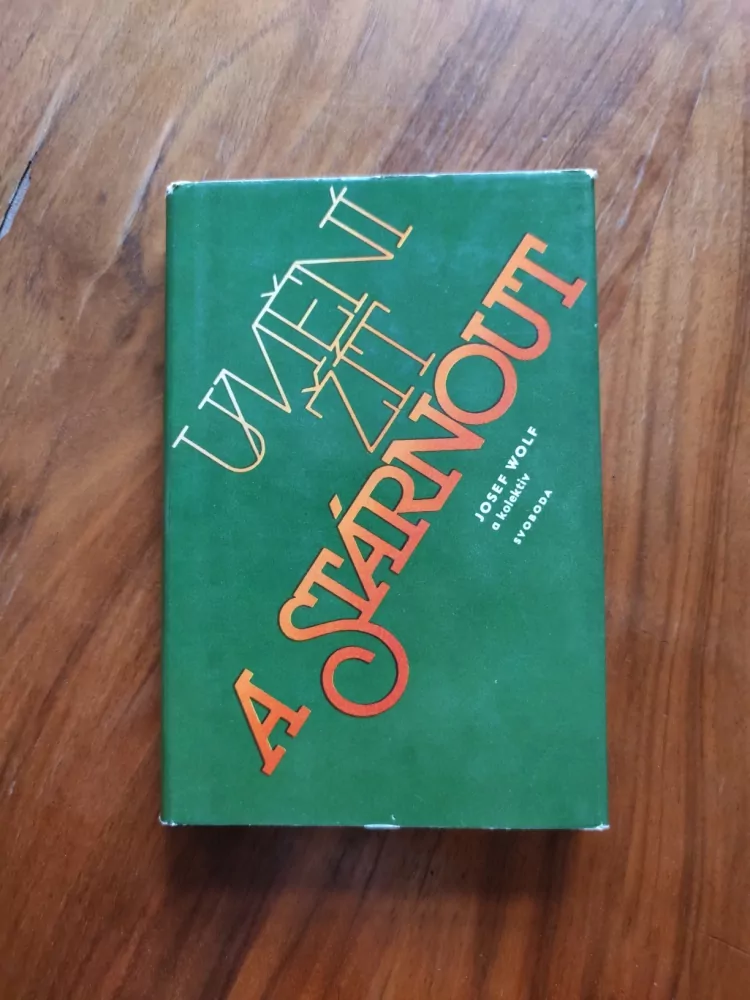 UMĚNÍ
ŽÍT
A STÁRNOUT
JOSEF WOLF
a kolektiv
SVOBODA